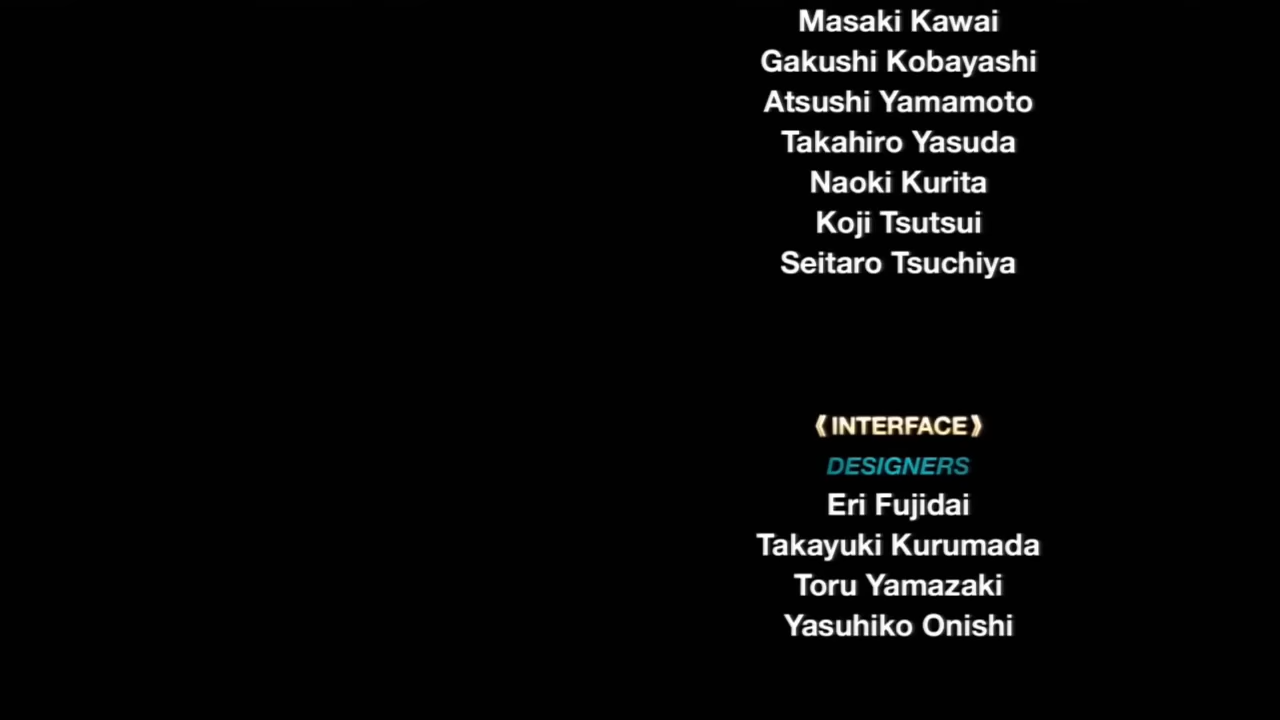 Masaki Kawai
Gakushi Kobayashi
Atsushi Yamamoto
Takahiro Yasuda
Naoki Kurita
Koji Tsutsui
Seitaro Tsuchiya
⟪INTERFACE⟫
DESIGNERS
Eri Fujidai
Takayuki Kurumada
Toru Yamazaki
Yasuhiko Onishi